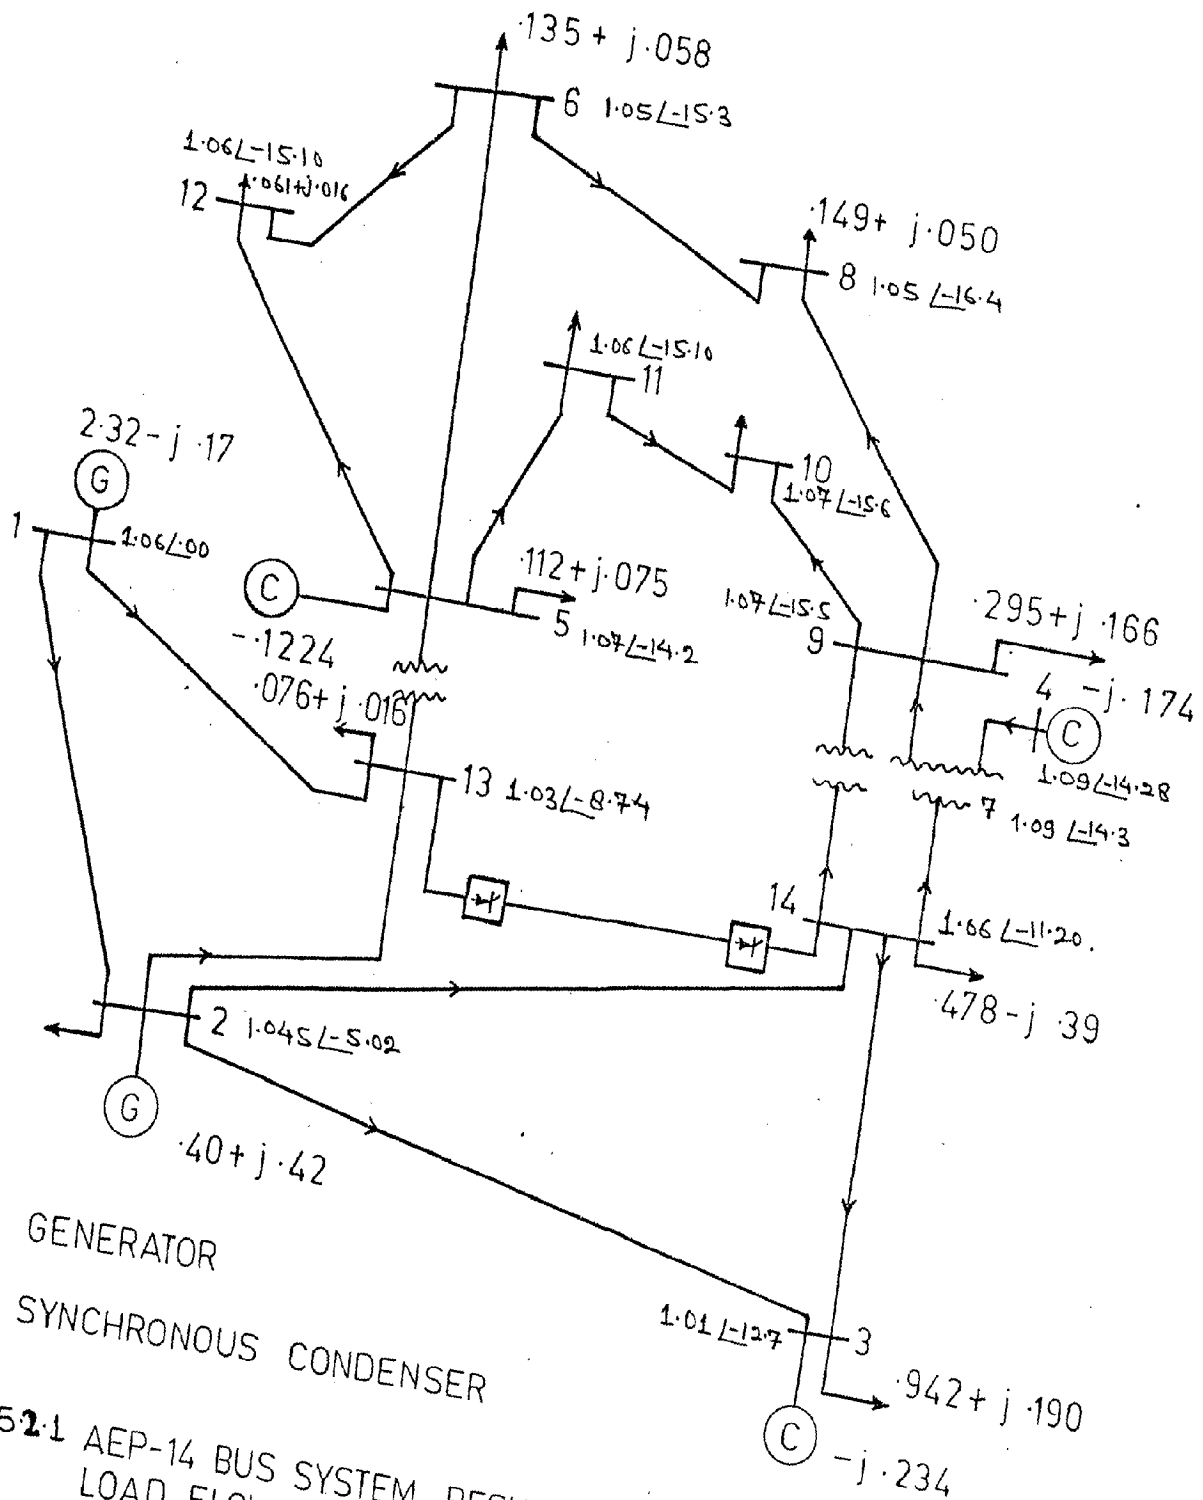 .135+ j.058
6 1.05∠-15.3
1.06∠-15.10
.061+j.016
12
.149+ j.050
8 1.05∠-16.4
1.06∠-15.10
11
2.32- j .17
G
10
1.07∠-15.6
1
1.06∠.00
C
.112+j.075
5 1.07∠-14.2
-.1224
1.07∠-15.5
9
.295+j .166
4 -j.174
C
1.09∠-14.28
.076+j .016
13 1.03∠-8.74
7 1.09∠-14.3
14
1.06∠-11.20.
.478-j .39
2 1.045∠-5.02
G
.40+j.42
GENERATOR
SYNCHRONOUS CONDENSER
1.01∠-12.7
3
.942+ j .190
C
-j.234
5.2.1 AEP-14 BUS SYSTEM
LOAD